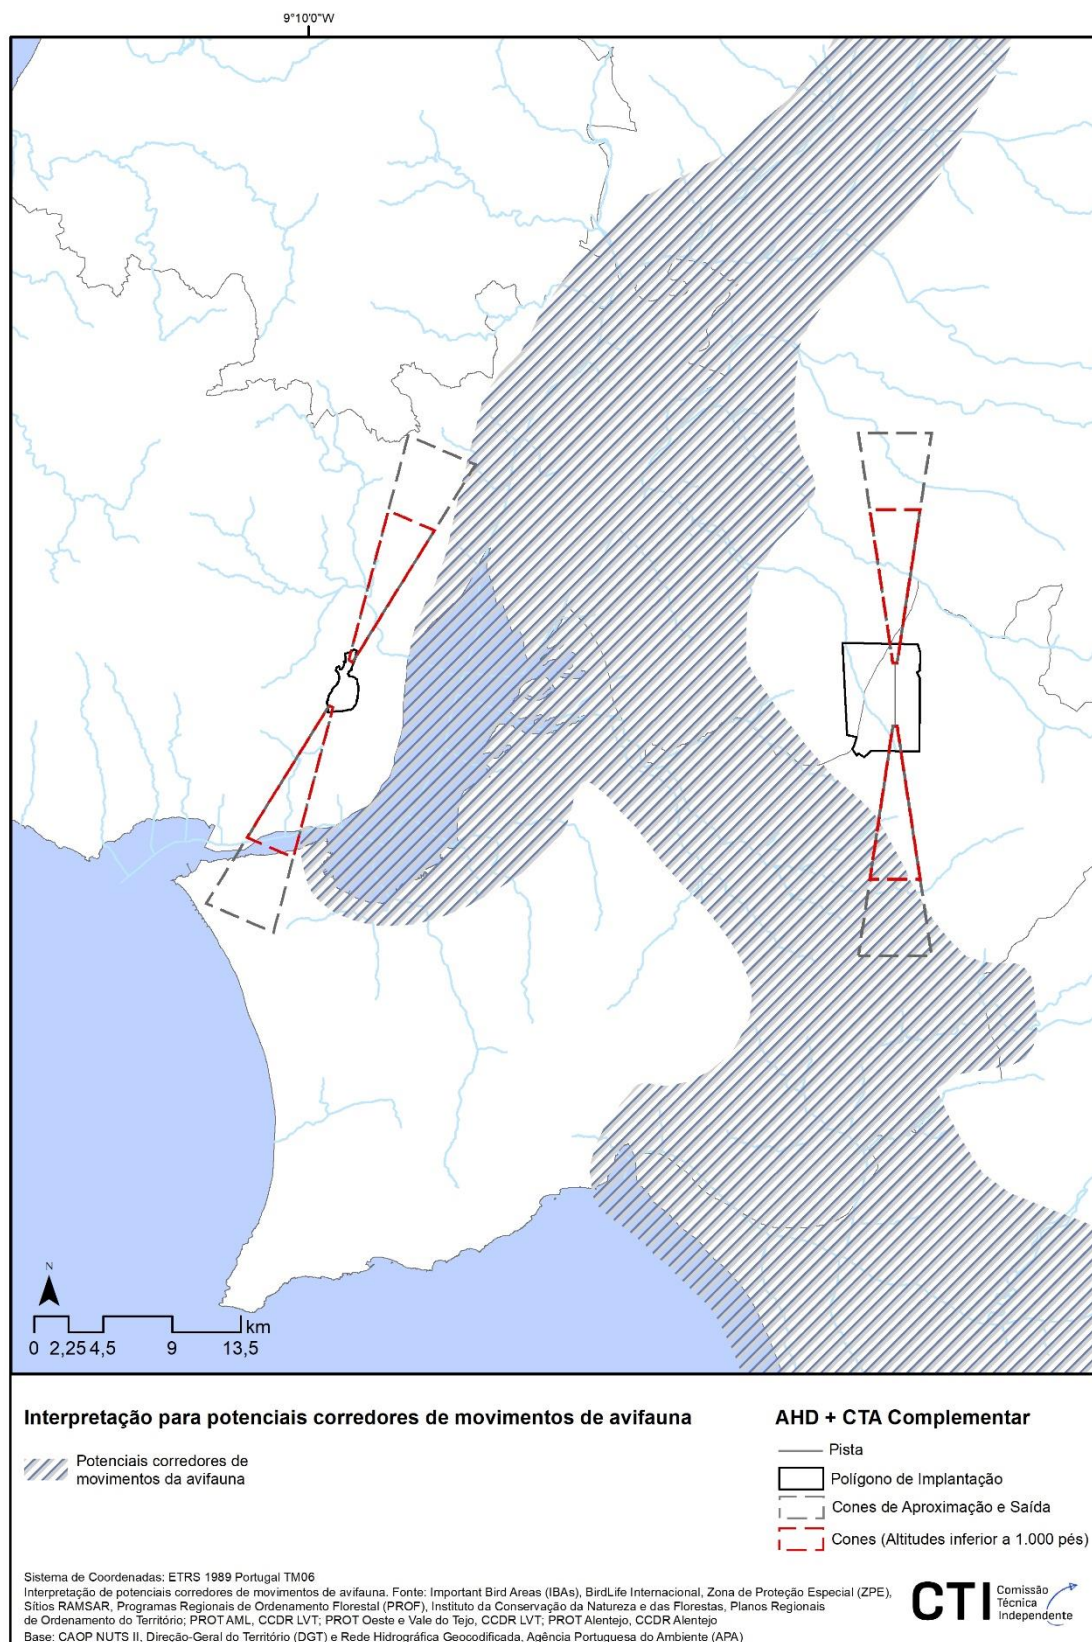 9°10'0"W
N
km
0 2,25 4,5 9 13,5
Interpretação para potenciais corredores de movimentos de avifauna
Potenciais corredores de
movimentos da avifauna
AHD + CTA Complementar
Pista
Polígono de Implantação
Cones de Aproximação e Saída
Cones (Altitudes inferior a 1.000 pés)
Sistema de Coordenadas: ETRS 1989 Portugal TM06
Interpretação de potenciais corredores de movimentos de avifauna. Fonte: Important Bird Areas (IBAs), BirdLife Internacional, Zona de Proteção Especial (ZPE),
Sítios RAMSAR, Programas Regionais de Ordenamento Florestal (PROF), Instituto da Conservação da Natureza e das Florestas, Planos Regionais
de Ordenamento do Território; PROT AML, CCDR LVT; PROT Oeste e Vale do Tejo, CCDR LVT; PROT Alentejo, CCDR Alentejo
Base: CAOP NUTS II, Direção-Geral do Território (DGT) e Rede Hidrográfica Geocodificada, Agência Portuguesa do Ambiente (APA)
CTI Comissão
Técnica
Independente